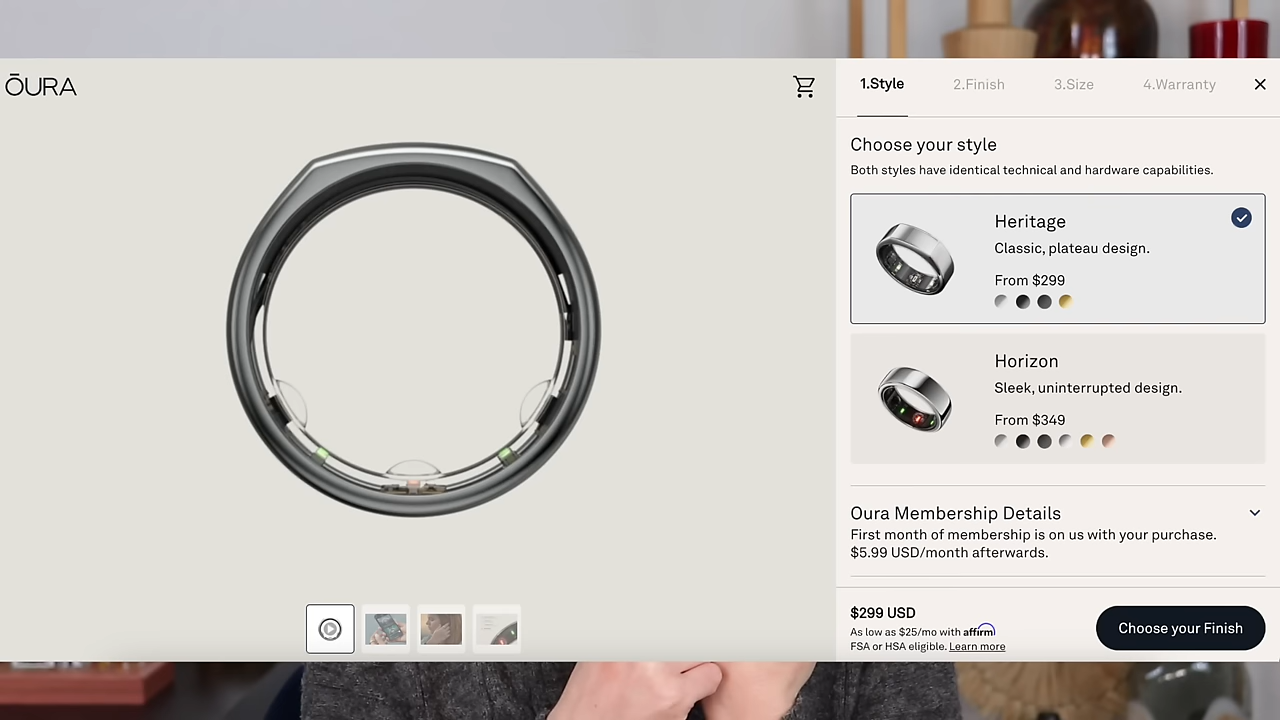 ŌURA
1.Style
2.Finish
3.Size
4.Warranty
Choose your style
Both styles have identical technical and hardware capabilities.
Heritage
Classic, plateau design.
From $299
Horizon
Sleek, uninterrupted design.
From $349
Oura Membership Details
First month of membership is on us with your purchase.
$5.99 USD/month afterwards.
$299 USD
As low as $25/mo with affirm
FSA or HSA eligible. Learn more
Choose your Finish